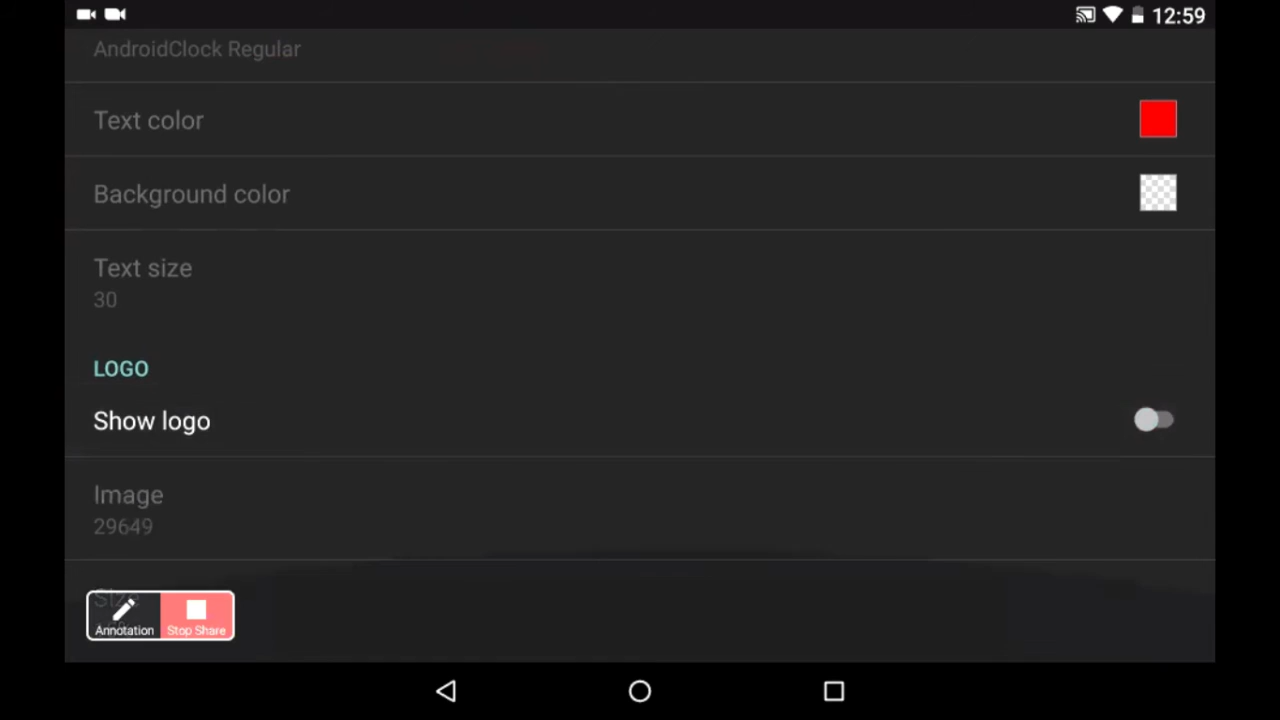 12:59
AndroidClock Regular
Text color
Background color
Text size
30
LOGO
Show logo
Image
29649
Size
Annotation
Stop Share